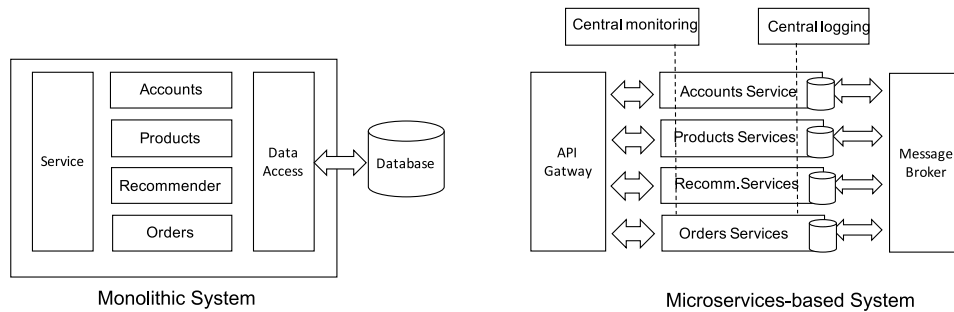 Service
Accounts
Products
Recommender
Orders
Data
Access
Database
Monolithic System
Central monitoring
Central logging
API
Gatway
Accounts Service
Products Services
Recomm.Services
Orders Services
Message
Broker
Microservices-based System